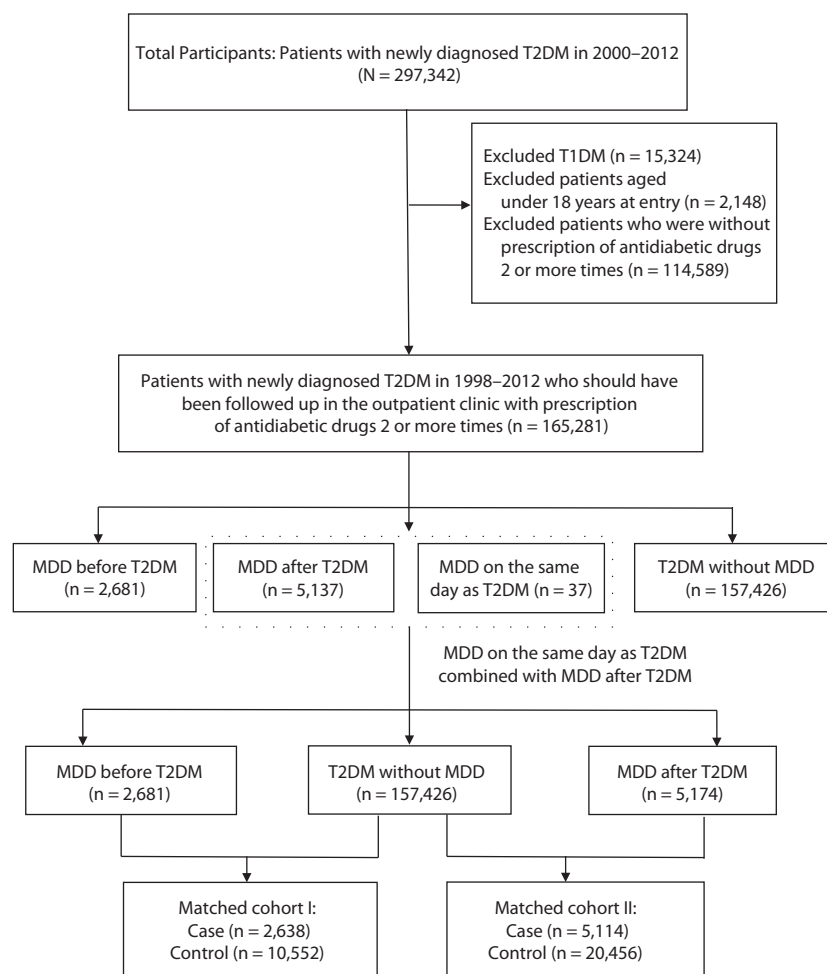 Total Participants: Patients with newly diagnosed T2DM in 2000–2012
(N = 297,342)
Excluded T1DM (n = 15,324)
Excluded patients aged
under 18 years at entry (n = 2,148)
Excluded patients who were without
prescription of antidiabetic drugs
2 or more times (n = 114,589)
Patients with newly diagnosed T2DM in 1998–2012 who should have
been followed up in the outpatient clinic with prescription
of antidiabetic drugs 2 or more times (n = 165,281)
MDD before T2DM
(n = 2,681)
MDD after T2DM
(n = 5,137)
MDD on the same
day as T2DM (n = 37)
T2DM without MDD
(n = 157,426)
MDD on the same day as T2DM
combined with MDD after T2DM
MDD before T2DM
(n = 2,681)
T2DM without MDD
(n = 157,426)
MDD after T2DM
(n = 5,174)
Matched cohort I:
Case (n = 2,638)
Control (n = 10,552)
Matched cohort II:
Case (n = 5,114)
Control (n = 20,456)